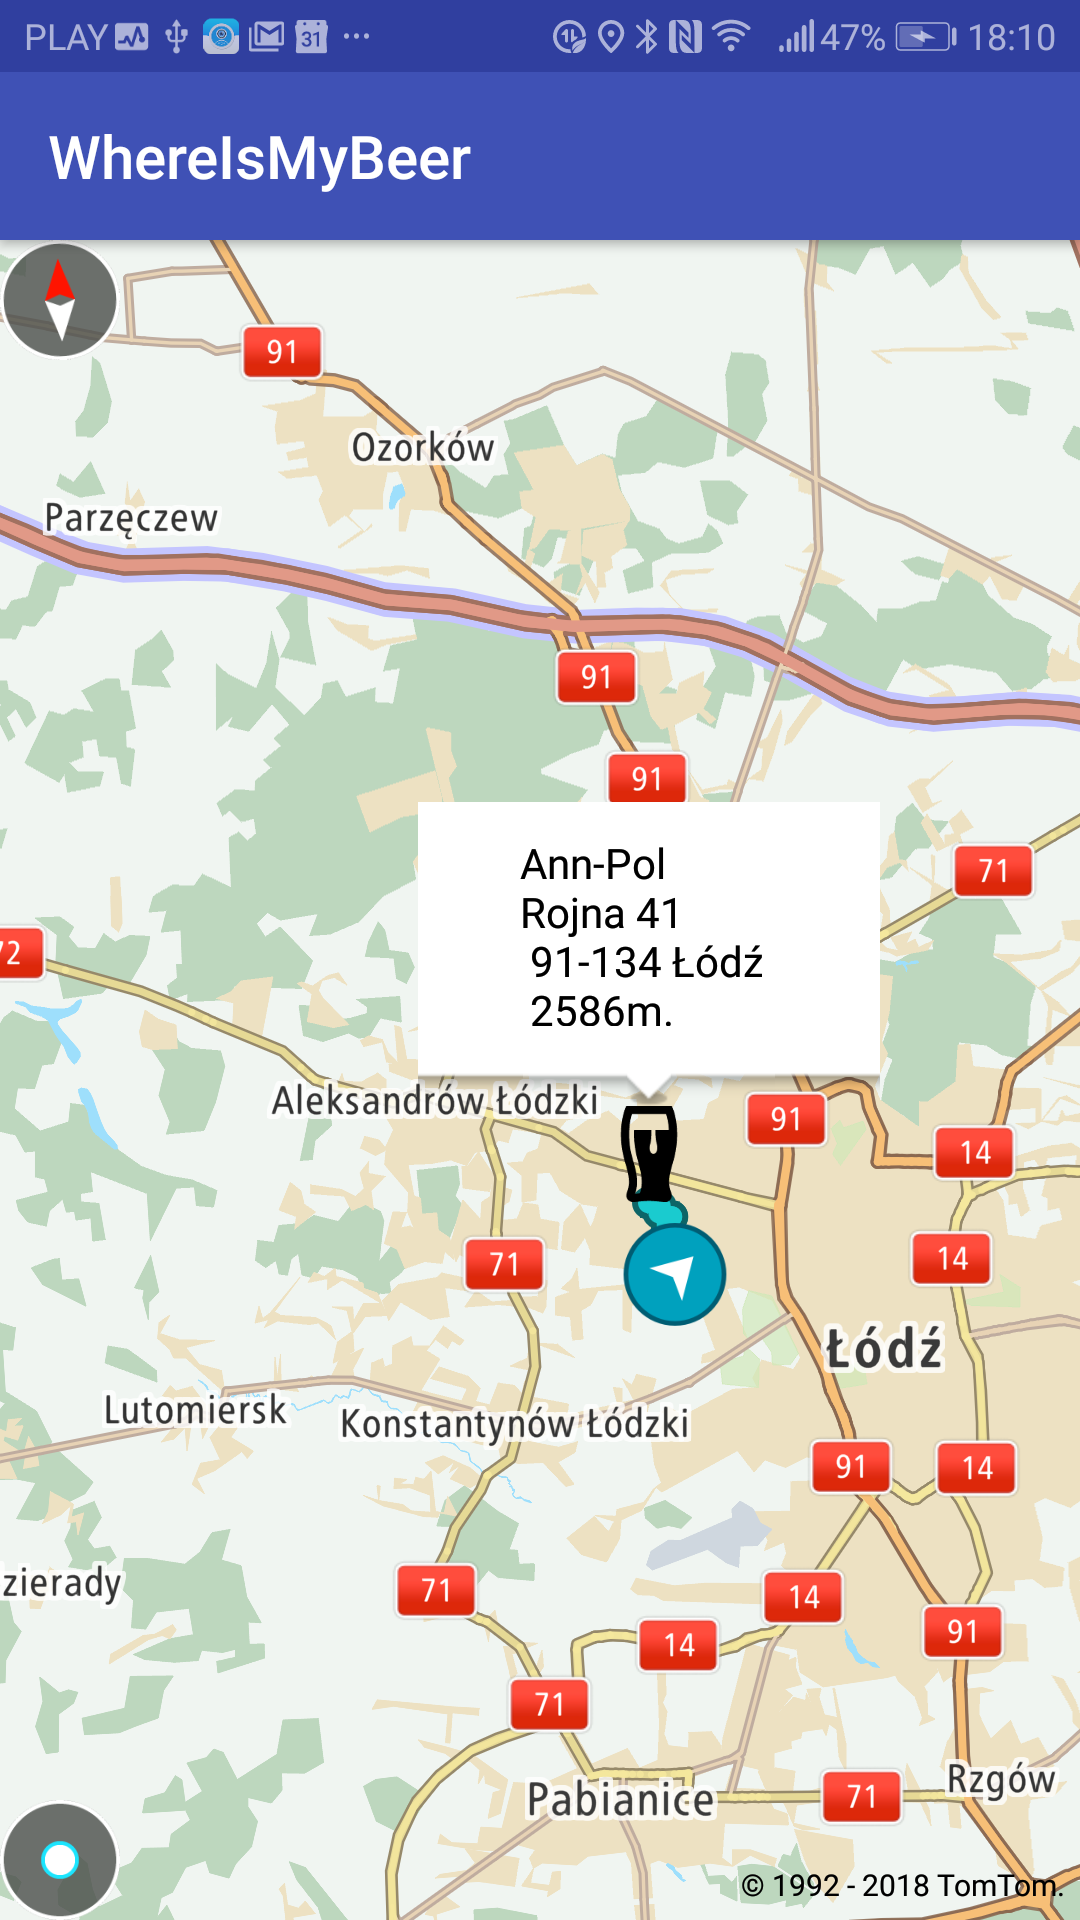 PLAY 31 47% 18:10
WhereIsMyBeer
91
Ozorków
Parzęczew
91
91
71
72
Ann-Pol
Rojna 41
91-134 Łódź
2586m.
Aleksandrów Łódzki
91
14
71
14
Łódź
Lutomiersk
Konstantynów Łódzki
91
14
zierady
71
14
91
14
71
Rzgów
Pabianice
71
© 1992 - 2018 TomTom.